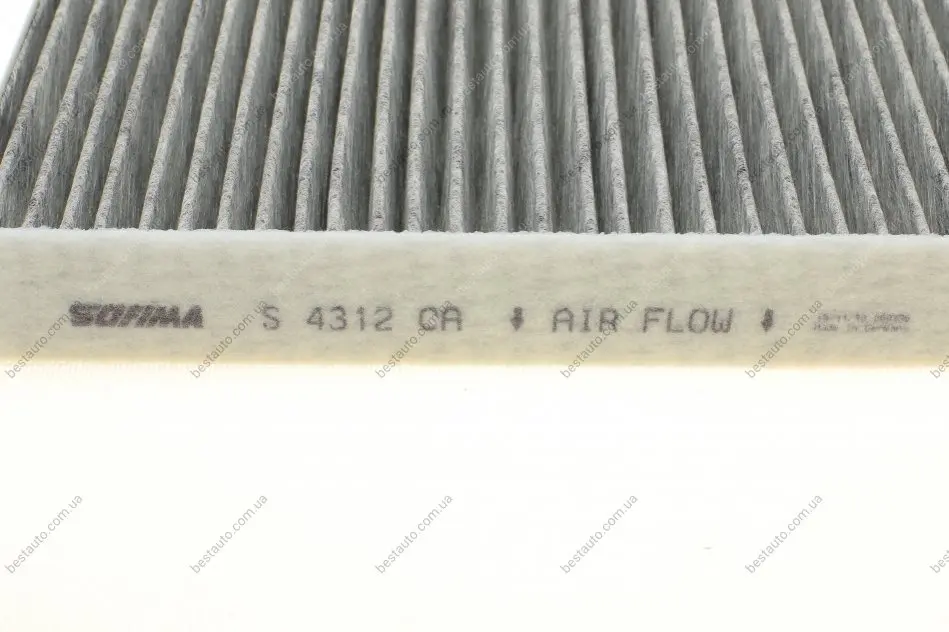 SOFIMA S 4312 CA ↓ AIR FLOW ↓
bestauto.com.ua